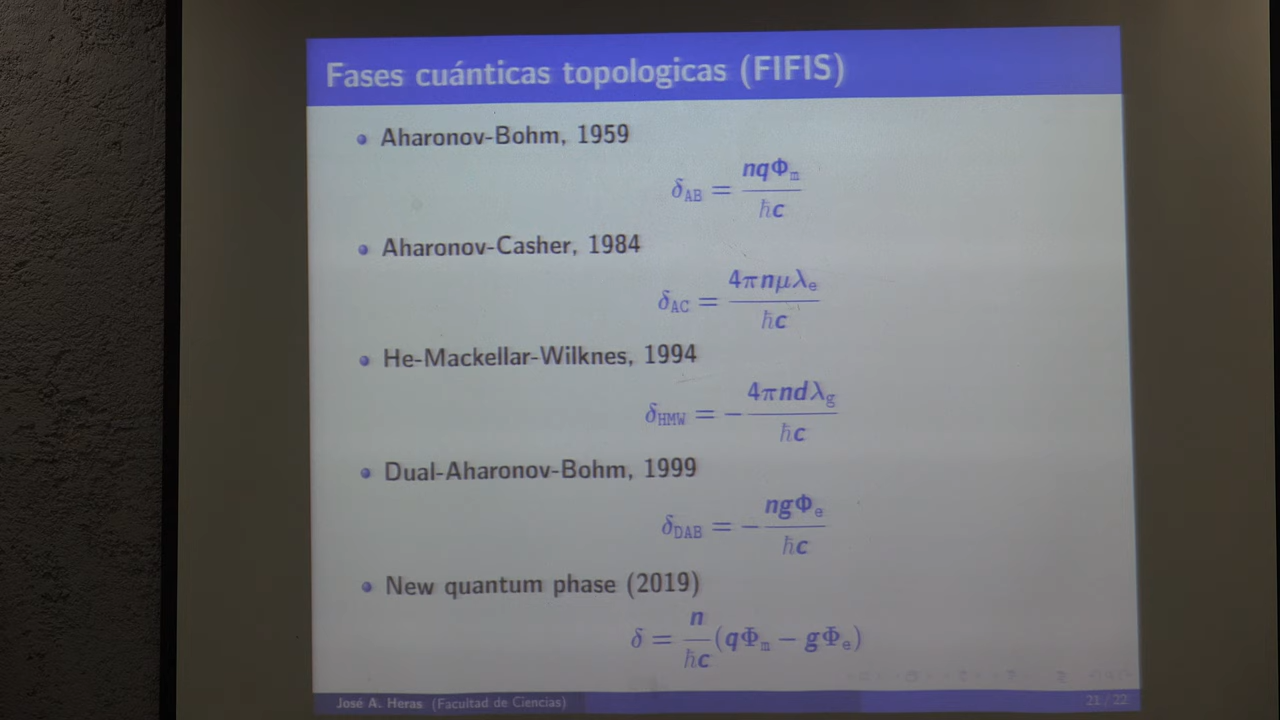 Fases cuánticas topologicas (FIFIS)
Aharonov-Bohm, 1959
δ_AB = nqΦ_m / ħc
Aharonov-Casher, 1984
δ_AC = 4πnμλ_e / ħc
He-Mackellar-Wilknes, 1994
δ_HMW = − 4πndλ_g / ħc
Dual-Aharonov-Bohm, 1999
δ_DAB = − ngΦ_e / ħc
New quantum phase (2019)
δ = n / ħc (qΦ_m − gΦ_e)
José A. Heras (Facultad de Ciencias) 21 / 22